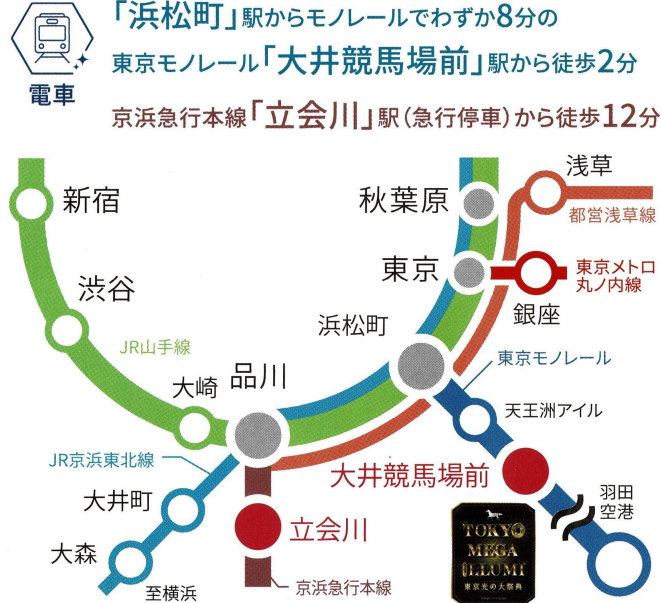 「浜松町」駅からモノレールでわずか8分の
東京モノレール「大井競馬場前」駅から徒歩2分
電車
京浜急行本線「立会川」駅(急行停車)から徒歩12分
新宿
秋葉原
浅草
都営浅草線
東京
東京メトロ
丸ノ内線
銀座
渋谷
浜松町
JR山手線
東京モノレール
大崎
品川
天王洲アイル
JR京浜東北線
大井競馬場前
大井町
羽田
空港
立会川
TOKYO
MEGA
ILLUMI
東京光の大祭典
大森
至横浜
京浜急行本線